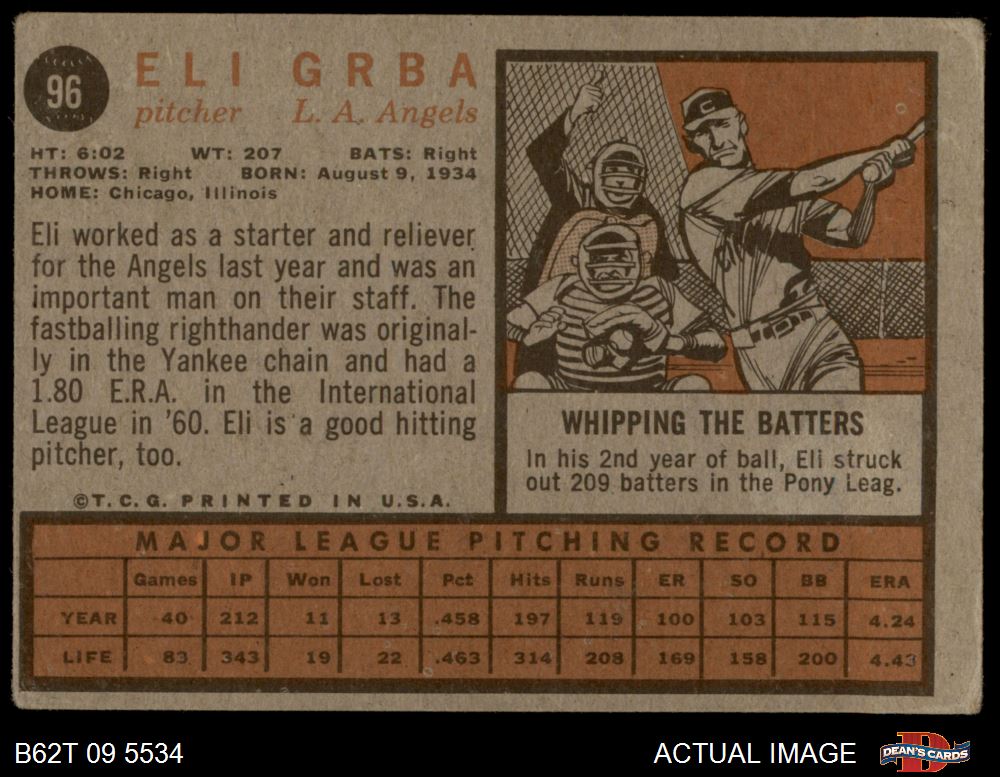 96
ELI GRBA
pitcher L. A. Angels
HT: 6:02 WT: 207 BATS: Right
THROWS: Right BORN: August 9, 1934
HOME: Chicago, Illinois
Eli worked as a starter and reliever
for the Angels last year and was an
important man on their staff. The
fastballing righthander was original-
ly in the Yankee chain and had a
1.80 E.R.A. in the International
League in '60. Eli is a good hitting
pitcher, too.
©T.C.G. PRINTED IN U.S.A.
C
WHIPPING THE BATTERS
In his 2nd year of ball, Eli struck
out 209 batters in the Pony Leag.
MAJOR LEAGUE PITCHING RECORD
Games IP Won Lost Pct Hits Runs ER SO BB ERA
YEAR 40 212 11 13 .458 197 119 100 103 115 4.24
LIFE 83 343 19 22 .463 314 208 169 158 200 4.43
B62T 09 5534
ACTUAL IMAGE
DEAN'S CARDS